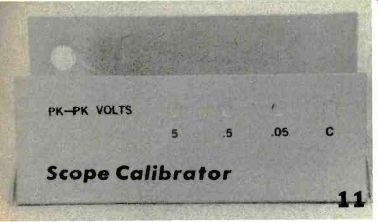 PK-PK VOLTS
5 .5 .05 C
Scope Calibrator
11